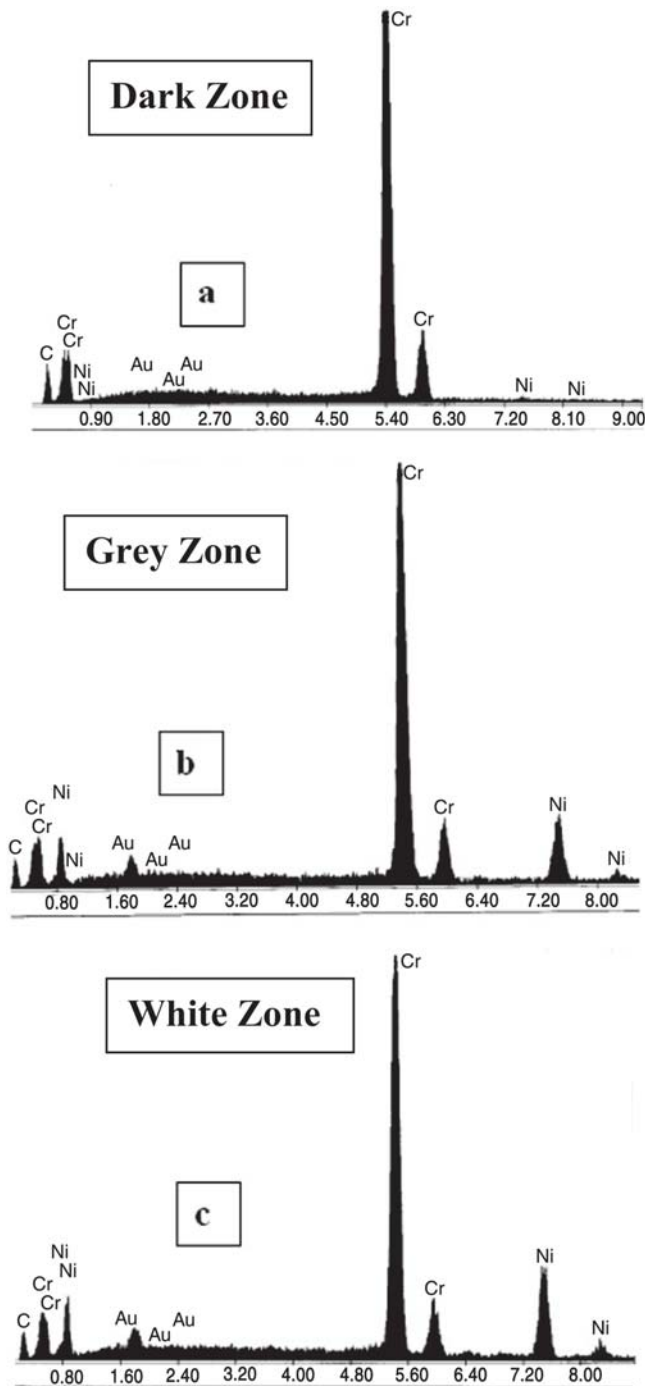 Cr
Dark Zone
a
Cr
Cr
C
Cr
Ni
Ni
Au
Au
Au
Ni
Ni
0.90 1.80 2.70 3.60 4.50 5.40 6.30 7.20 8.10 9.00
Cr
Grey Zone
b
Ni
Cr
Cr
C
Ni
Au
Au
Au
Cr
Ni
Ni
0.80 1.60 2.40 3.20 4.00 4.80 5.60 6.40 7.20 8.00
Cr
White Zone
c
Ni
Ni
Cr
Cr
C
Au
Au
Au
Cr
Ni
Ni
0.80 1.60 2.40 3.20 4.00 4.80 5.60 6.40 7.20 8.00